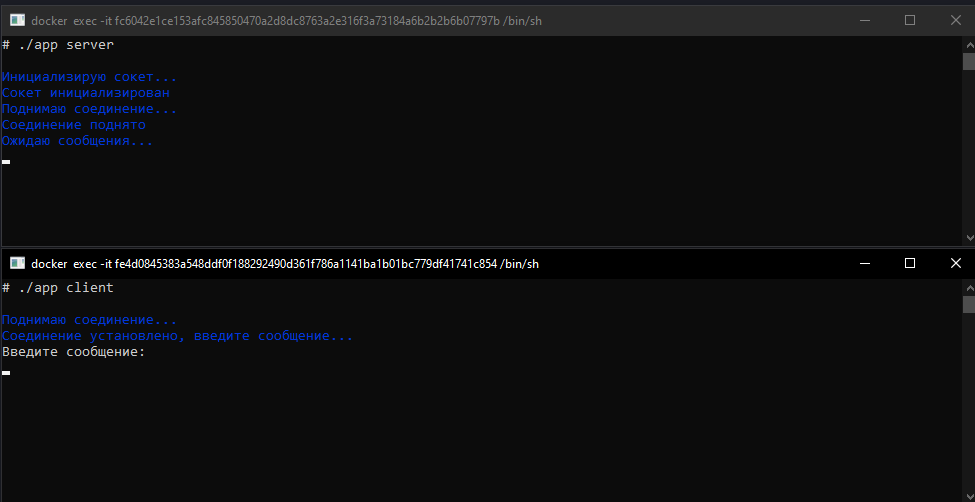 docker exec -it fc6042e1ce153afc845850470a2d8dc8763a2e316f3a73184a6b2b2b6b07797b /bin/sh
# ./app server
Инициализирую сокет...
Сокет инициализирован
Поднимаю соединение...
Соединение поднято
Ожидаю сообщения...
docker exec -it fe4d0845383a548ddf0f188292490d361f786a1141ba1b01bc779df41741c854 /bin/sh
# ./app client
Поднимаю соединение...
Соединение установлено, введите сообщение...
Введите сообщение: